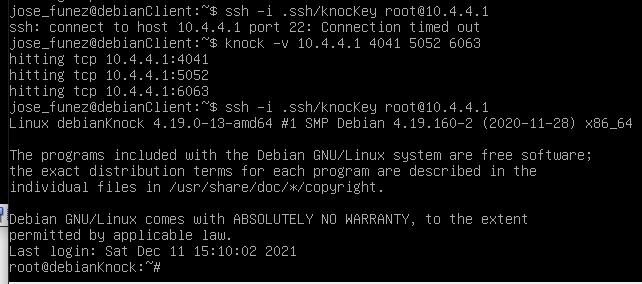 jose_funez@debianClient:~$ ssh -i .ssh/knocKey root@10.4.4.1
ssh: connect to host 10.4.4.1 port 22: Connection timed out
jose_funez@debianClient:~$ knock -v 10.4.4.1 4041 5052 6063
hitting tcp 10.4.4.1:4041
hitting tcp 10.4.4.1:5052
hitting tcp 10.4.4.1:6063
jose_funez@debianClient:~$ ssh -i .ssh/knocKey root@10.4.4.1
Linux debianKnock 4.19.0-13-amd64 #1 SMP Debian 4.19.160-2 (2020-11-28) x86_64

The programs included with the Debian GNU/Linux system are free software;
the exact distribution terms for each program are described in the
individual files in /usr/share/doc/*/copyright.

Debian GNU/Linux comes with ABSOLUTELY NO WARRANTY, to the extent
permitted by applicable law.
Last login: Sat Dec 11 15:10:02 2021
root@debianKnock:~#